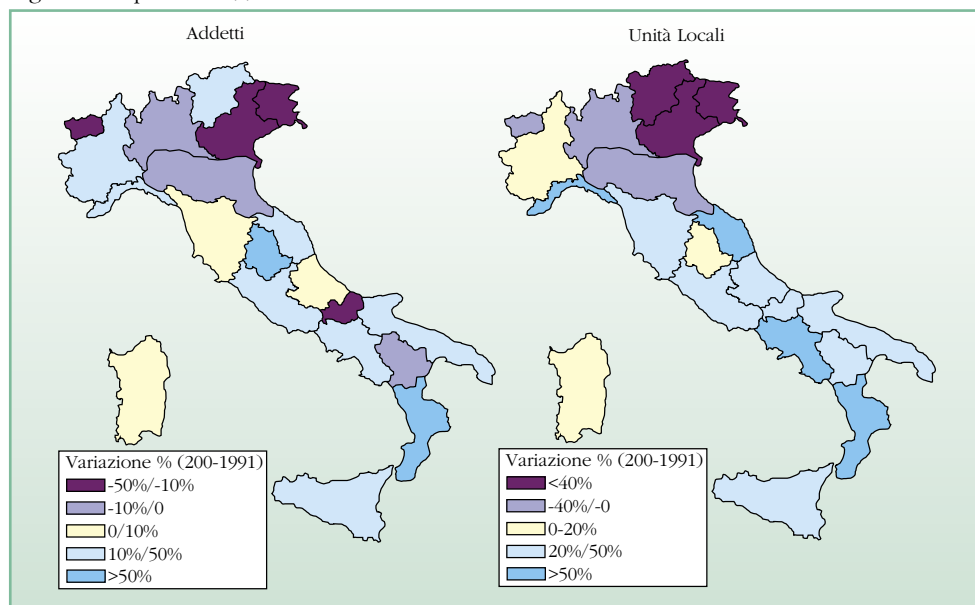 Addetti
Unità Locali
Variazione % (200-1991)
-50%/-10%
-10%/0
0/10%
10%/50%
>50%
Variazione % (200-1991)
<40%
-40%/-0
0-20%
20%/50%
>50%